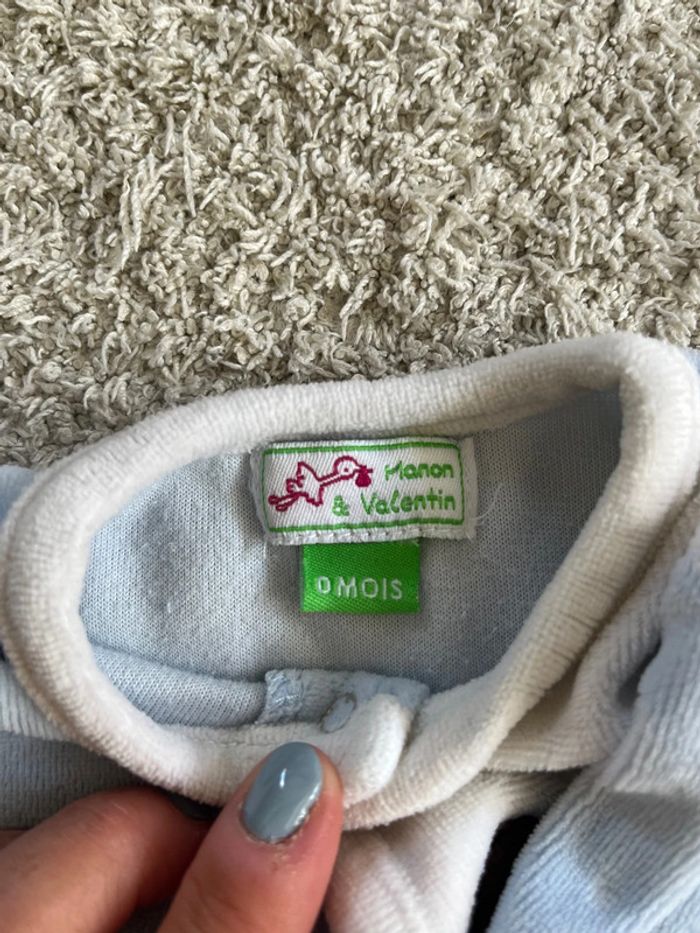 Manon
& Valentin
0 MOIS